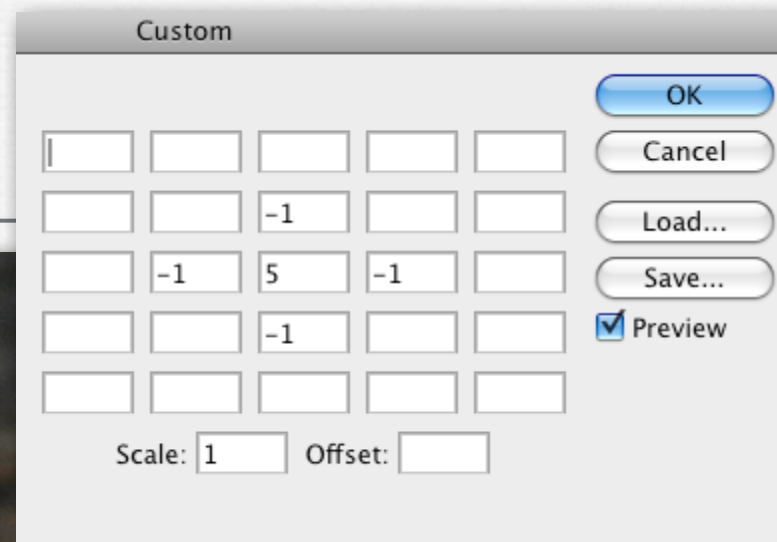 Custom
OK
Cancel
-1
Load...
-1 5 -1
Save...
-1
Preview
Scale: 1 Offset: